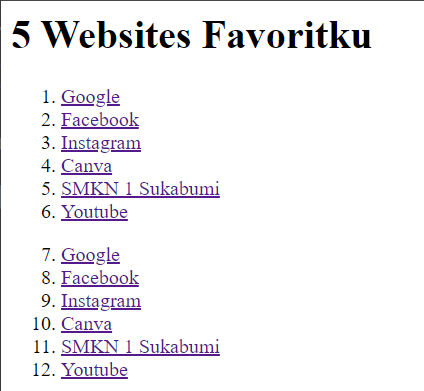 5 Websites Favoritku
1. Google
2. Facebook
3. Instagram
4. Canva
5. SMKN 1 Sukabumi
6. Youtube
7. Google
8. Facebook
9. Instagram
10. Canva
11. SMKN 1 Sukabumi
12. Youtube